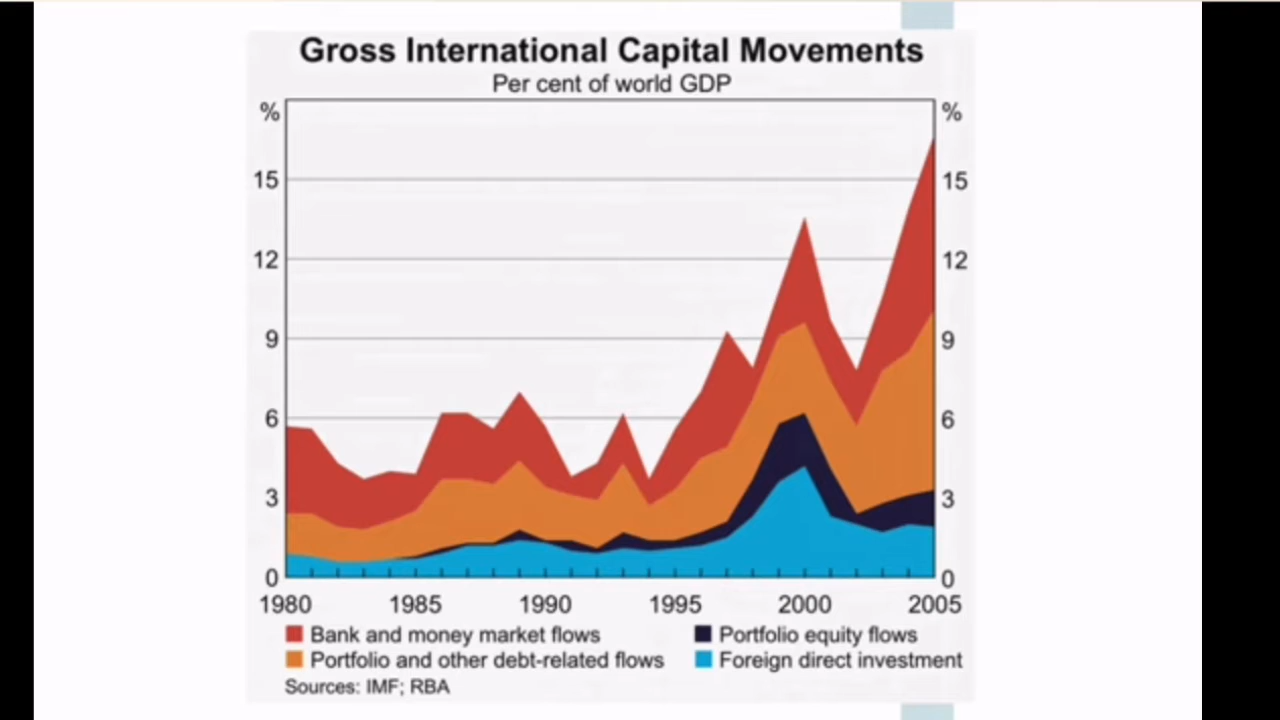 Gross International Capital Movements
Per cent of world GDP
% %
15 15
12 12
9 9
6 6
3 3
0 0
1980 1985 1990 1995 2000 2005
Bank and money market flows
Portfolio equity flows
Portfolio and other debt-related flows
Foreign direct investment
Sources: IMF; RBA